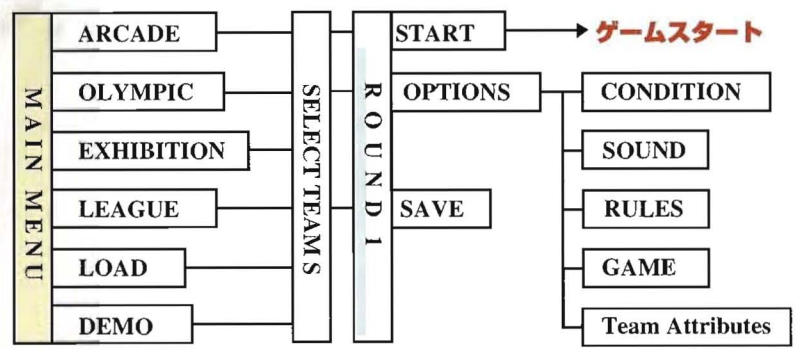 MAIN MENU
ARCADE
OLYMPIC
EXHIBITION
LEAGUE
LOAD
DEMO
SELECT TEAMS
ROUND 1
START
OPTIONS
SAVE
ゲームスタート
CONDITION
SOUND
RULES
GAME
Team Attributes